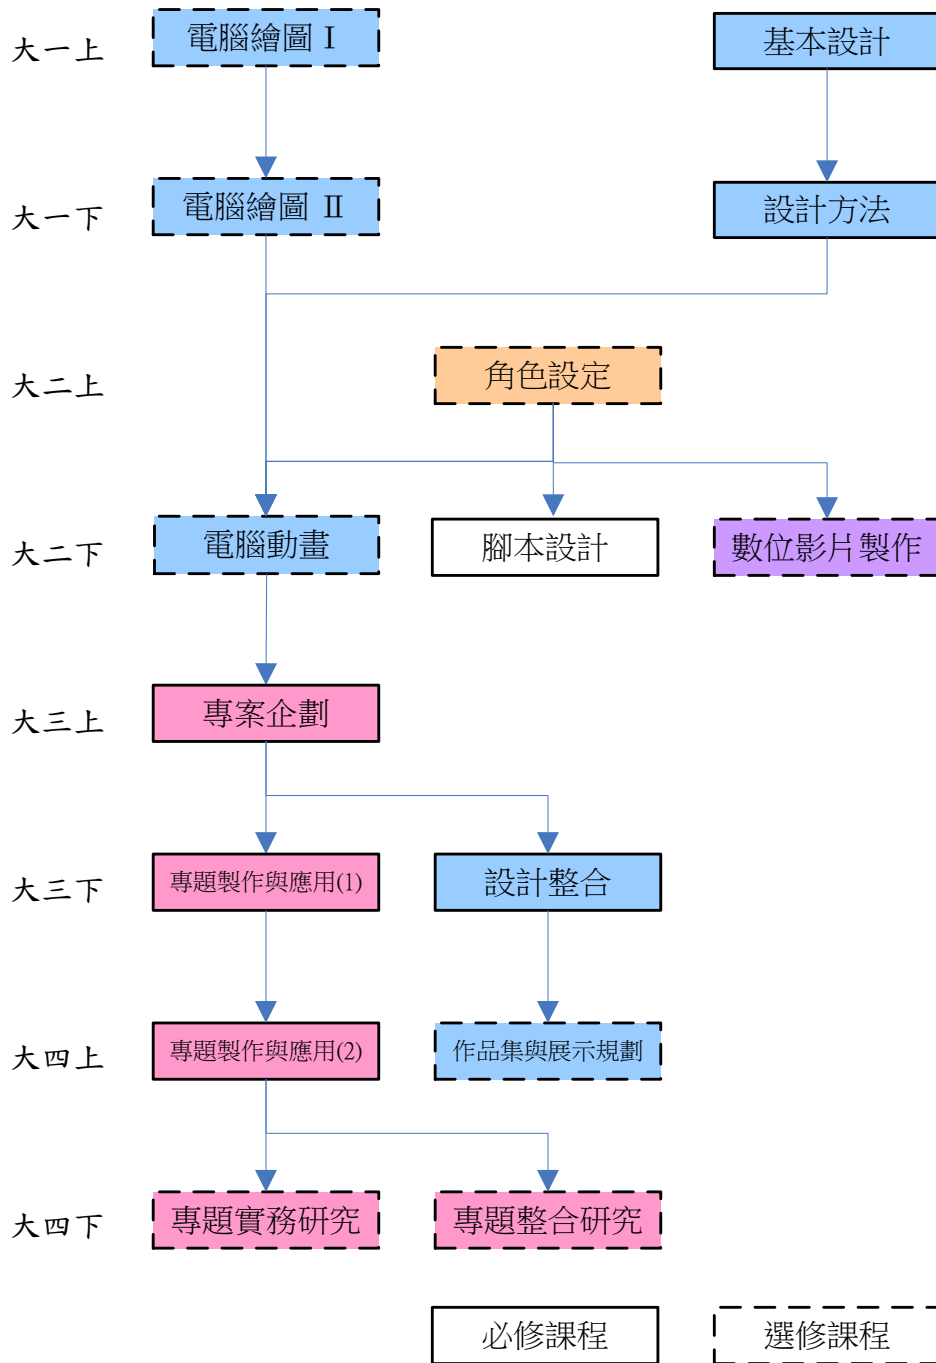 大一上
電腦繪圖 I
基本設計
大一下
電腦繪圖 II
設計方法
大二上
角色設定
大二下
電腦動畫
腳本設計
數位影片製作
大三上
專案企劃
大三下
專題製作與應用(1)
設計整合
大四上
專題製作與應用(2)
作品集與展示規劃
大四下
專題實務研究
專題整合研究
必修課程
選修課程